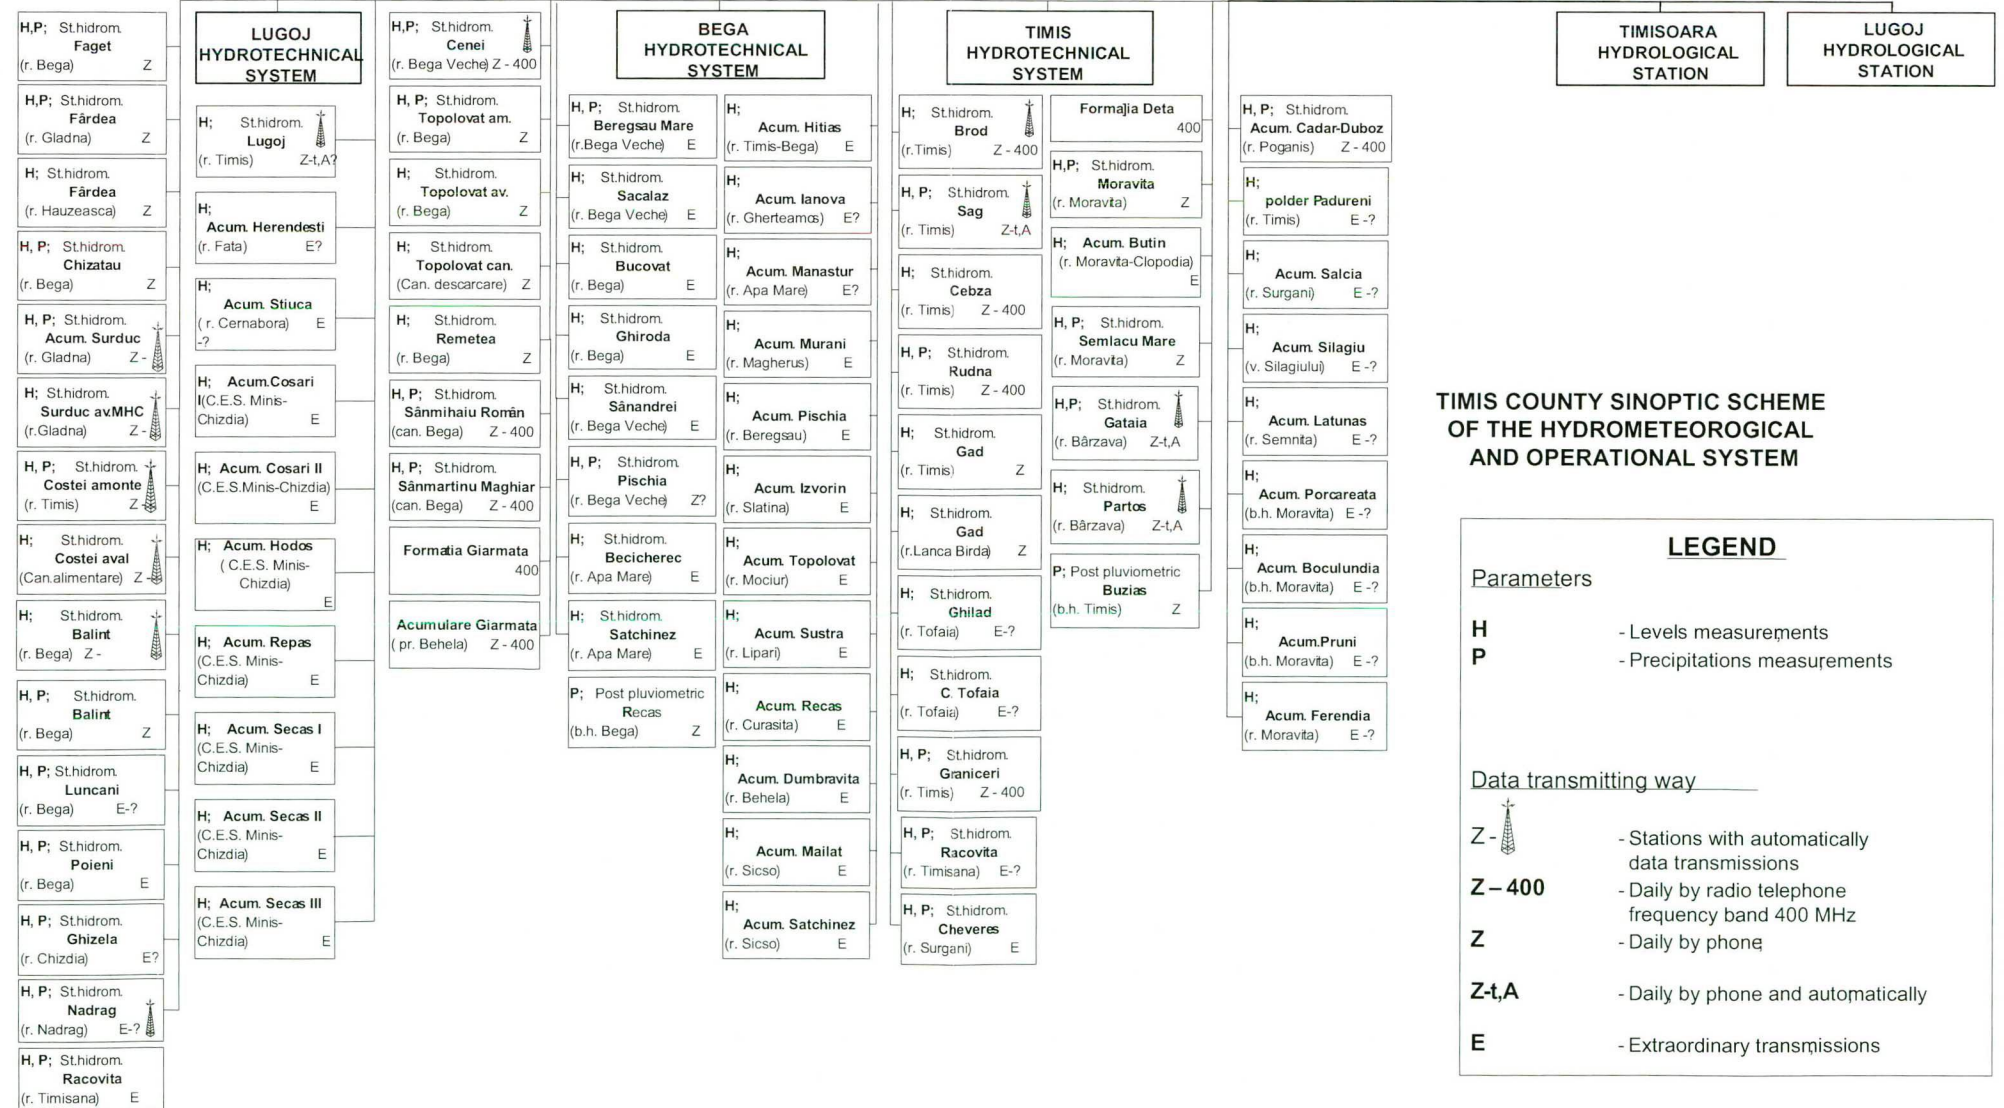 H,P; St.hidrom.
Faget
(r. Bega) Z
H,P; St.hidrom.
Fârdea
(r. Gladna) Z
H; St.hidrom.
Fârdea
(r. Hauzeasca) Z
H, P; St.hidrom.
Chizatau
(r. Bega) Z
H, P; St.hidrom.
Acum. Surduc
(r. Gladna) Z -
H; St.hidrom.
Surduc av.MHC
(r.Gladna) Z -
H, P; St.hidrom.
Costei amonte
(r. Timis) Z -
H; St.hidrom.
Costei aval
(Can.alimentare) Z -
H; St.hidrom.
Balint
(r. Bega) Z -
H, P; St.hidrom.
Balint
(r. Bega) Z
H, P; St.hidrom.
Luncani
(r. Bega) E-?
H, P; St.hidrom.
Poieni
(r. Bega) E
H, P; St.hidrom.
Ghizela
(r. Chizdia) E?
H, P; St.hidrom.
Nadrag
(r. Nadrag) E-?
H, P; St.hidrom.
Racovita
(r. Timisana) E
LUGOJ
HYDROTECHNICAL
SYSTEM
H; St.hidrom.
Lugoj
(r. Timis) Z-t,A?
H;
Acum. Herendesti
(r. Fata) E?
H;
Acum. Stiuca
( r. Cernabora) E
-?
H; Acum.Cosari
I(C.E.S. Minis-
Chizdia) E
H; Acum. Cosari II
(C.E.S.Minis-Chizdia)
E
H; Acum. Hodos
( C.E.S. Minis-
Chizdia)
E
H; Acum. Repas
(C.E.S. Minis-
Chizdia) E
H; Acum. Secas I
(C.E.S. Minis-
Chizdia) E
H; Acum. Secas II
(C.E.S. Minis-
Chizdia) E
H; Acum. Secas III
(C.E.S. Minis-
Chizdia) E
H,P; St.hidrom.
Cenei
(r. Bega Veche) Z - 400
H, P; St.hidrom.
Topolovat am.
(r. Bega) Z
H; St.hidrom.
Topolovat av.
(r. Bega) Z
H; St.hidrom.
Topolovat can.
(Can. descarcare) Z
H; St.hidrom.
Remetea
(r. Bega) Z
H, P; St.hidrom.
Sânmihaiu Român
(can. Bega) Z - 400
H, P; St.hidrom.
Sânmartinu Maghiar
(can. Bega) Z - 400
Formatia Giarmata
400
Acumulare Giarmata
( pr. Behela) Z - 400
BEGA
HYDROTECHNICAL
SYSTEM
H, P; St.hidrom.
Beregsau Mare
(r.Bega Veche) E
H; St.hidrom.
Sacalaz
(r. Bega Veche) E
H; St.hidrom.
Bucovat
(r. Bega) E
H; St.hidrom.
Ghiroda
(r. Bega) E
H; St.hidrom.
Sânandrei
(r. Bega Veche) E
H, P; St.hidrom.
Pischia
(r. Bega Veche) Z?
H; St.hidrom.
Becicherec
(r. Apa Mare) E
H; St.hidrom.
Satchinez
(r. Apa Mare) E
P; Post pluviometric
Recas
(b.h. Bega) Z
H;
Acum. Hitias
(r. Timis-Bega) E
H;
Acum. Ianova
(r. Gherteamos) E?
H;
Acum. Manastur
(r. Apa Mare) E?
H;
Acum. Murani
(r. Magherus) E
H;
Acum. Pischia
(r. Beregsau) E
H;
Acum. Izvorin
(r. Slatina) E
H;
Acum. Topolovat
(r. Mociur) E
H;
Acum. Sustra
(r. Lipari) E
H;
Acum. Recas
(r. Curasita) E
H;
Acum. Dumbravita
(r. Behela) E
H;
Acum. Mailat
(r. Sicso) E
H;
Acum. Satchinez
(r. Sicso) E
TIMIS
HYDROTECHNICAL
SYSTEM
H; St.hidrom.
Brod
(r.Timis) Z - 400
H, P; St.hidrom.
Sag
(r. Timis) Z-t,A
H; St.hidrom.
Cebza
(r. Timis) Z - 400
H, P; St.hidrom.
Rudna
(r. Timis) Z - 400
H; St.hidrom.
Gad
(r. Timis) Z
H; St.hidrom.
Gad
(r.Lanca Birda) Z
H; St.hidrom.
Ghilad
(r. Tofaia) E-?
H; St.hidrom.
C. Tofaia
(r. Tofaia) E-?
H, P; St.hidrom.
Graniceri
(r. Timis) Z - 400
H, P; St.hidrom.
Racovita
(r. Timisana) E-?
H, P; St.hidrom.
Cheveres
(r. Surgani) E
Formaţia Deta
400
H,P; St.hidrom.
Moravita
(r. Moravita) Z
H; Acum. Butin
(r. Moravita-Clopodia)
E
H, P; St.hidrom.
Semlacu Mare
(r. Moravita) Z
H,P; St.hidrom.
Gataia
(r. Bârzava) Z-t,A
H; St.hidrom.
Partos
(r. Bârzava) Z-t,A
P; Post pluviometric
Buzias
(b.h. Timis) Z
H, P; St.hidrom.
Acum. Cadar-Duboz
(r. Poganis) Z - 400
H;
polder Padureni
(r. Timis) E -?
H;
Acum. Salcia
(r. Surgani) E -?
H;
Acum. Silagiu
(v. Silagiului) E -?
H;
Acum. Latunas
(r. Semnita) E -?
H;
Acum. Porcareata
(b.h. Moravita) E -?
H;
Acum. Boculundia
(b.h. Moravita) E -?
H;
Acum.Pruni
(b.h. Moravita) E -?
H;
Acum. Ferendia
(r. Moravita) E -?
TIMISOARA
HYDROLOGICAL
STATION
LUGOJ
HYDROLOGICAL
STATION
TIMIS COUNTY SINOPTIC SCHEME
OF THE HYDROMETEOROGICAL
AND OPERATIONAL SYSTEM
LEGEND
Parameters
H - Levels measurements
P - Precipitations measurements
Data transmitting way
Z - - Stations with automatically
data transmissions
Z – 400 - Daily by radio telephone
frequency band 400 MHz
Z - Daily by phone
Z-t,A - Daily by phone and automatically
E - Extraordinary transmissions